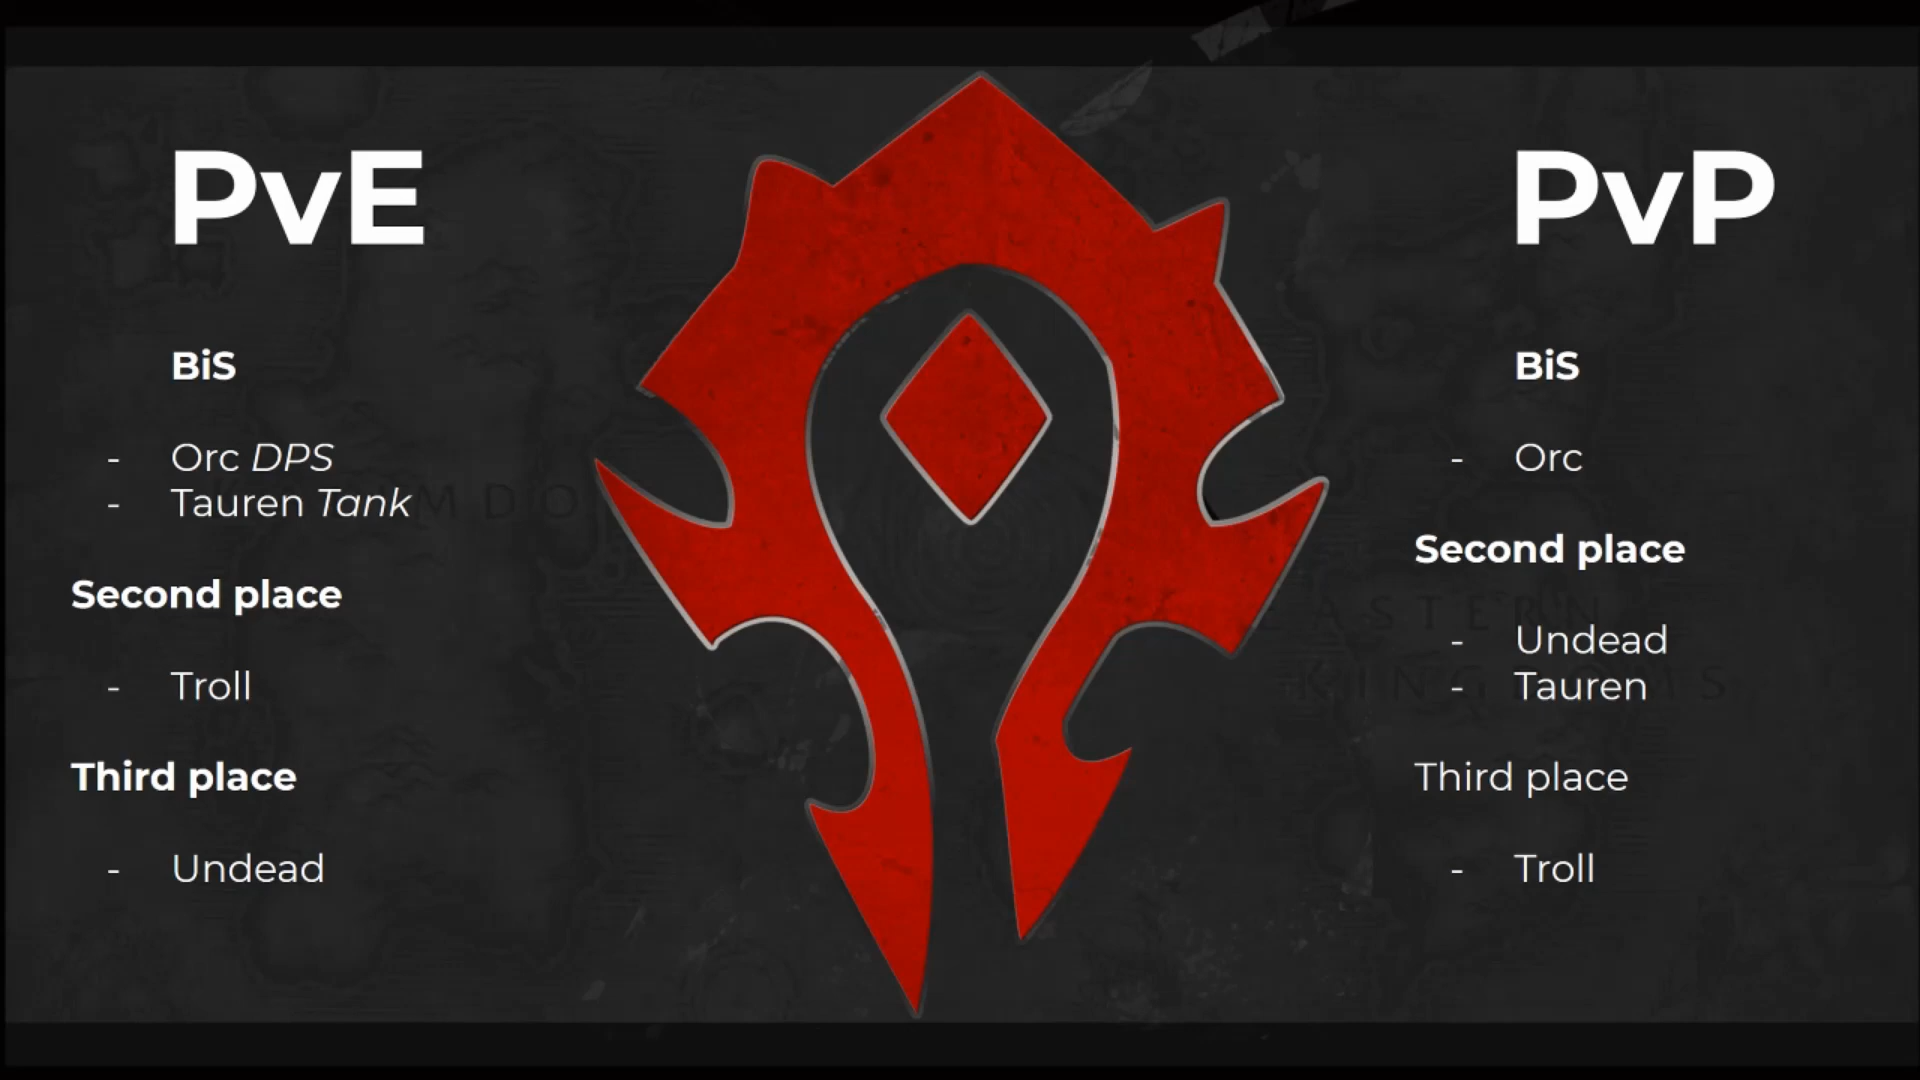 PvE
BiS
- Orc DPS
- Tauren Tank
Second place
- Troll
Third place
- Undead
PvP
BiS
- Orc
Second place
- Undead
- Tauren
Third place
- Troll